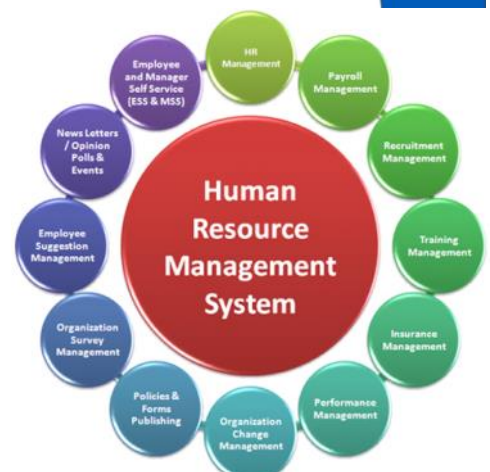 HR
Management
Payroll
Management
Recruitment
Management
Training
Management
Insurance
Management
Performance
Management
Organization
Change
Management
Policies &
Forms
Publishing
Organization
Survey
Management
Employee
Suggestion
Management
News Letters
/ Opinion
Polls &
Events
Employee
and Manager
Self Service
(ESS & MSS)
Human
Resource
Management
System